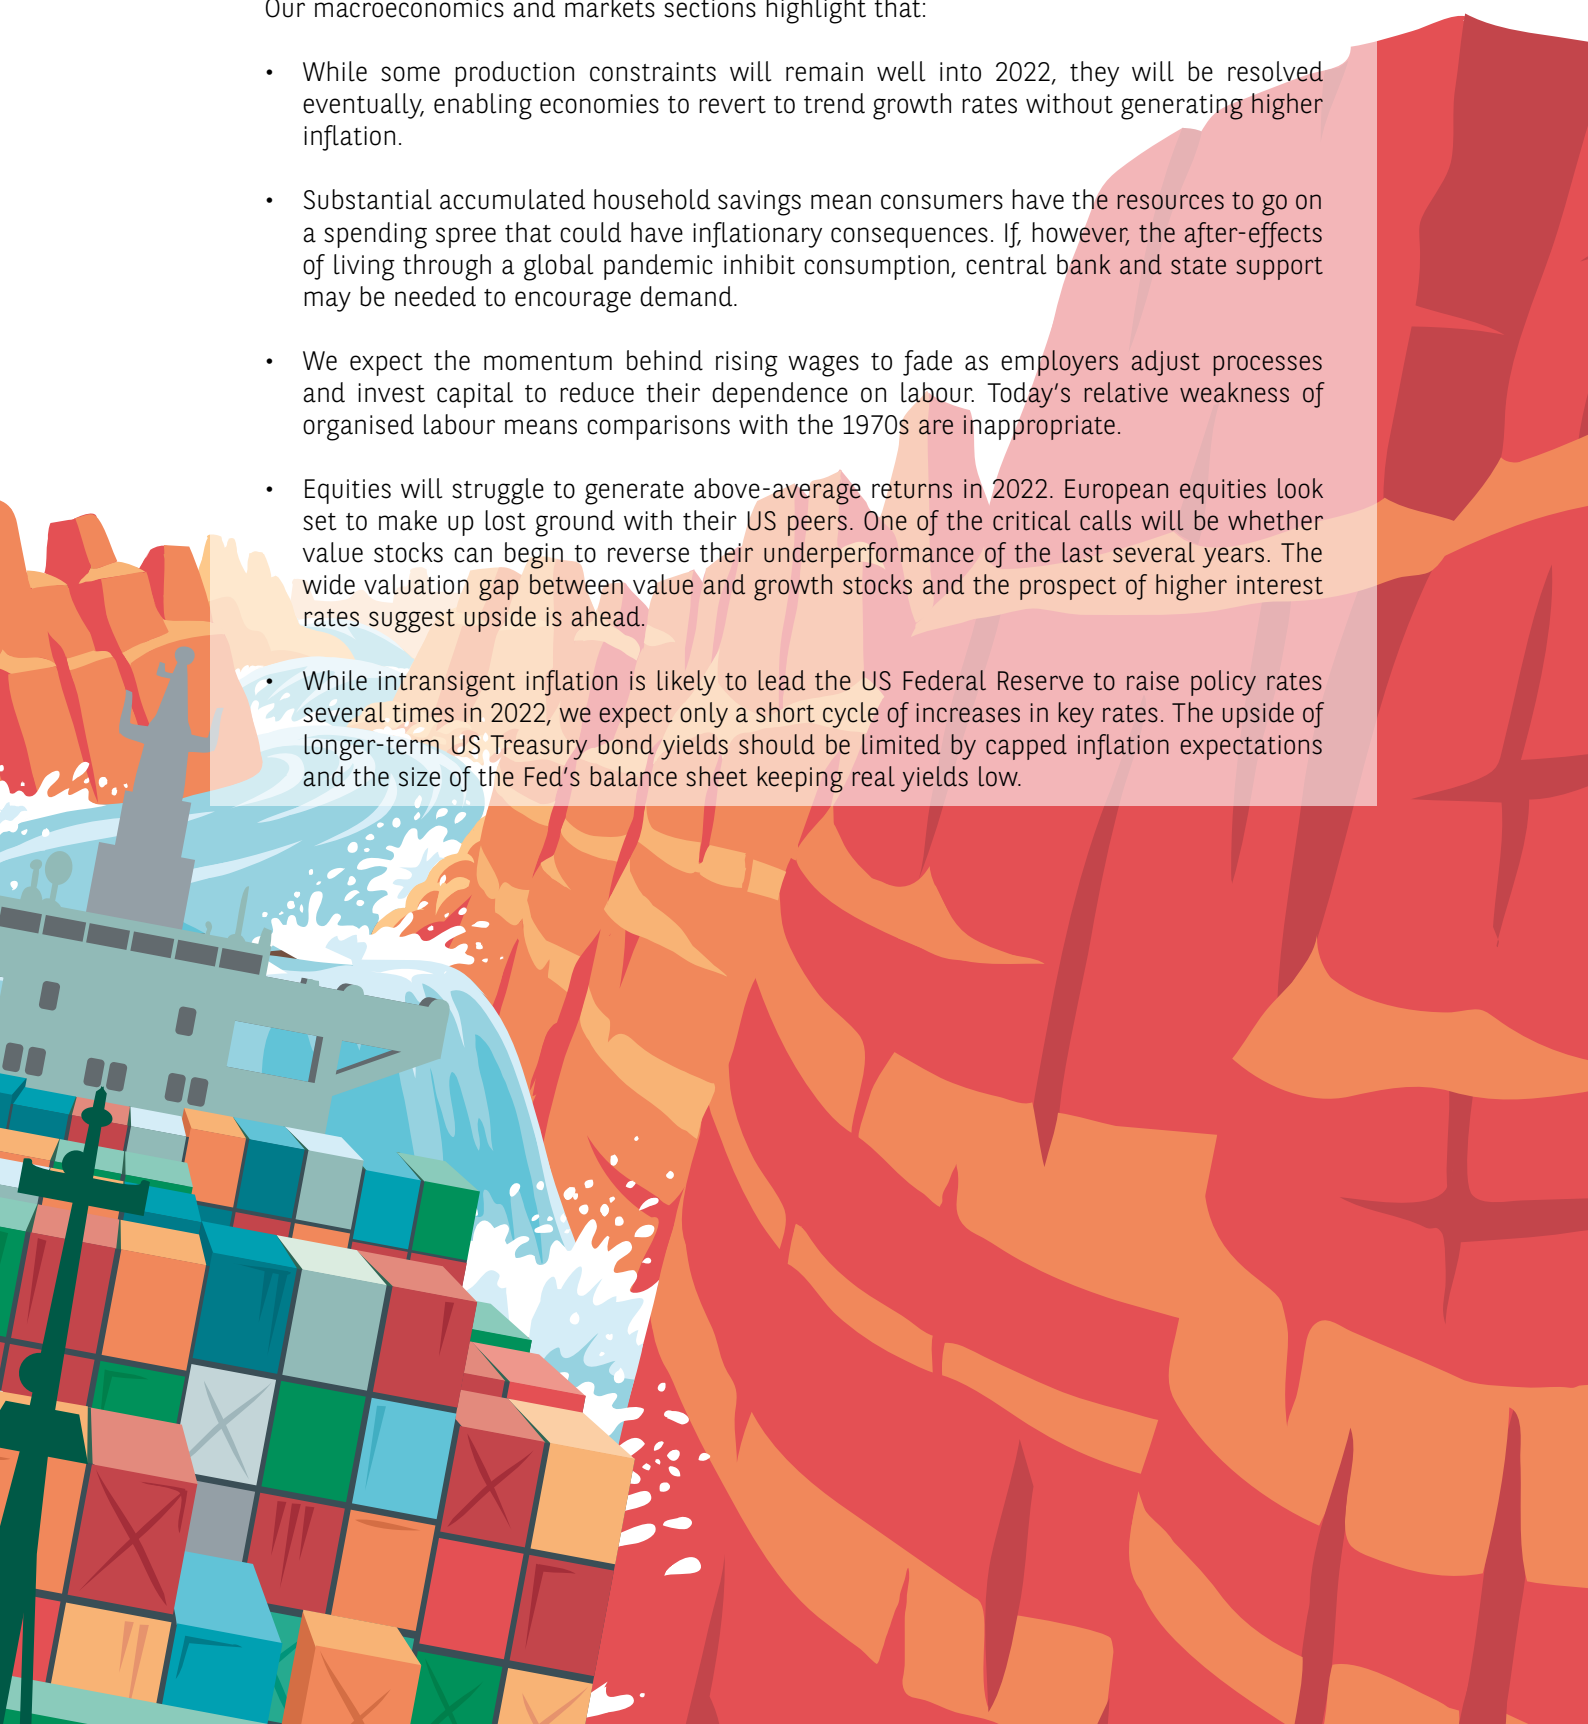 Our macroeconomics and markets sections highlight that:
• While some production constraints will remain well into 2022, they will be resolved
eventually, enabling economies to revert to trend growth rates without generating higher
inflation.
• Substantial accumulated household savings mean consumers have the resources to go on
a spending spree that could have inflationary consequences. If, however, the after-effects
of living through a global pandemic inhibit consumption, central bank and state support
may be needed to encourage demand.
• We expect the momentum behind rising wages to fade as employers adjust processes
and invest capital to reduce their dependence on labour. Today’s relative weakness of
organised labour means comparisons with the 1970s are inappropriate.
• Equities will struggle to generate above-average returns in 2022. European equities look
set to make up lost ground with their US peers. One of the critical calls will be whether
value stocks can begin to reverse their underperformance of the last several years. The
wide valuation gap between value and growth stocks and the prospect of higher interest
rates suggest upside is ahead.
• While intransigent inflation is likely to lead the US Federal Reserve to raise policy rates
several times in 2022, we expect only a short cycle of increases in key rates. The upside of
longer-term US Treasury bond yields should be limited by capped inflation expectations
and the size of the Fed’s balance sheet keeping real yields low.